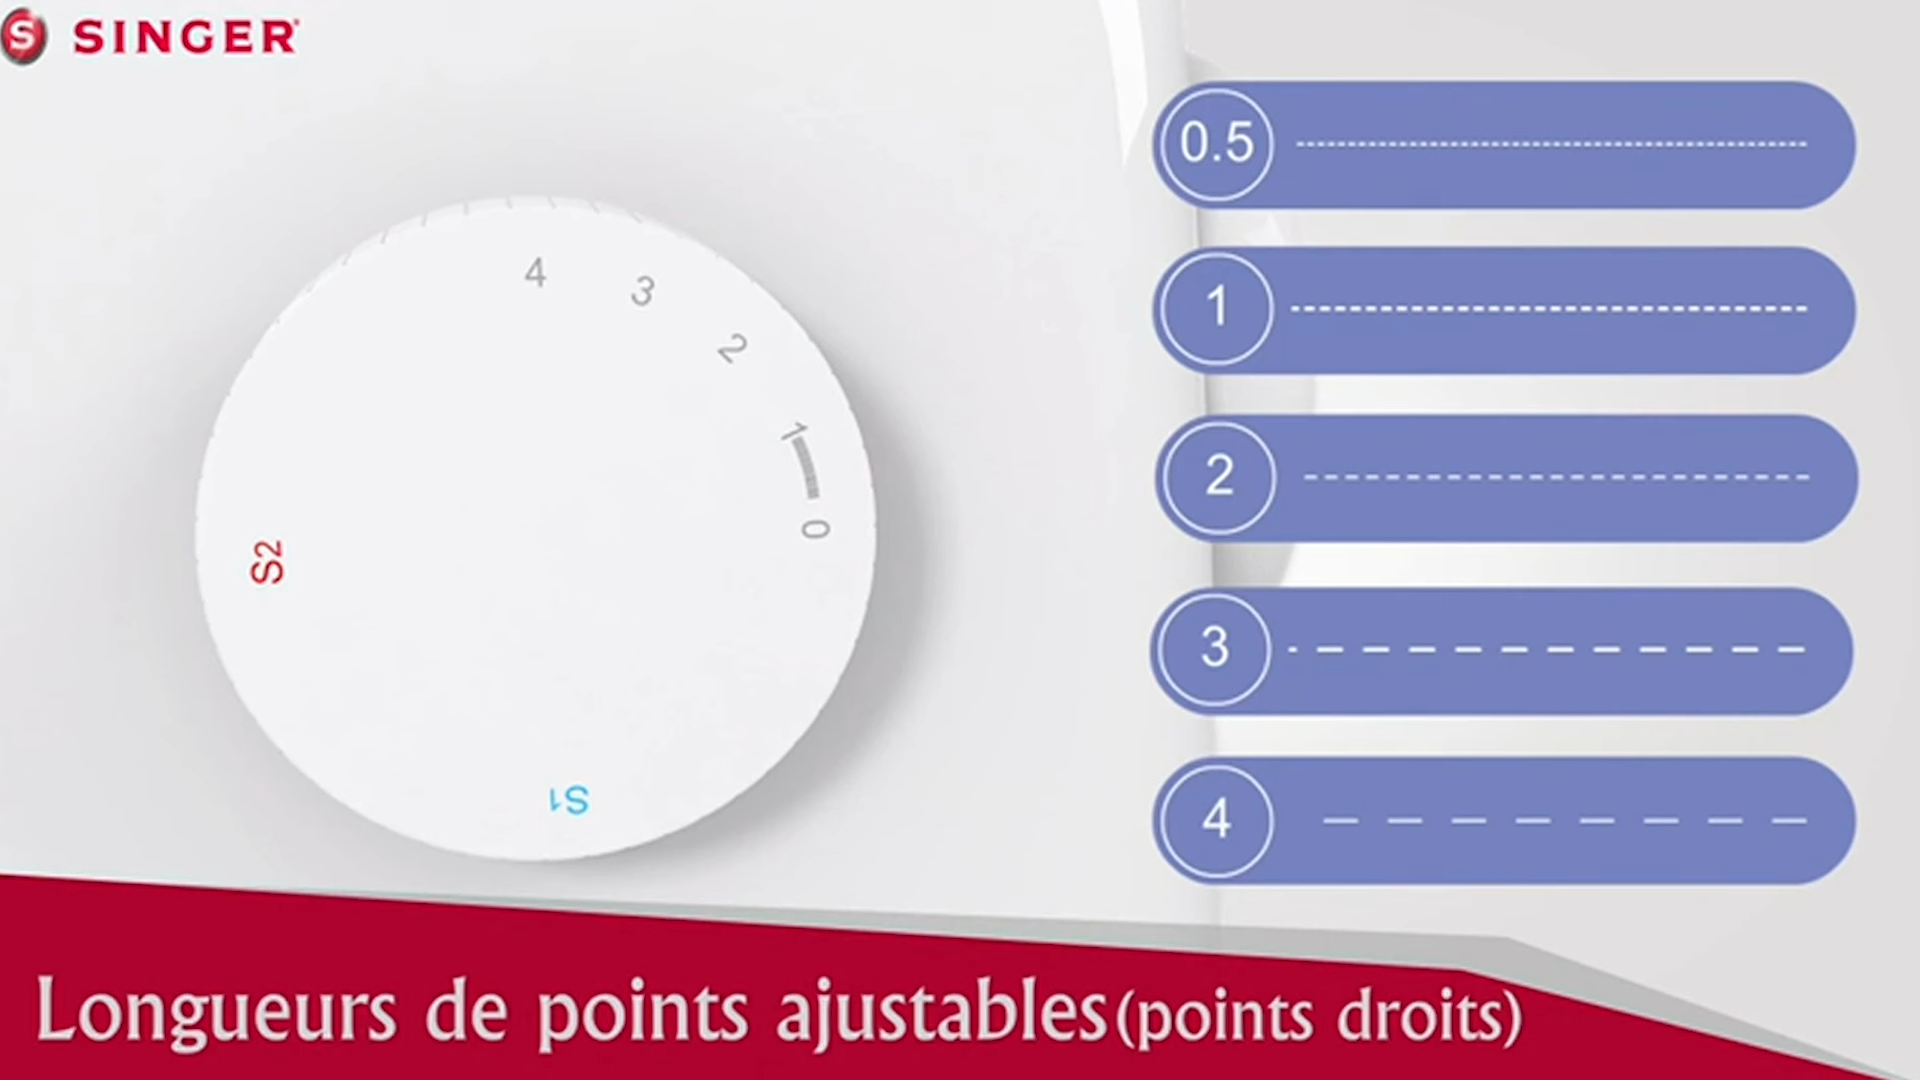 S SINGER
0.5
1
2
3
4
4
3
2
1
0
S2
S1
Longueurs de points ajustables (points droits)